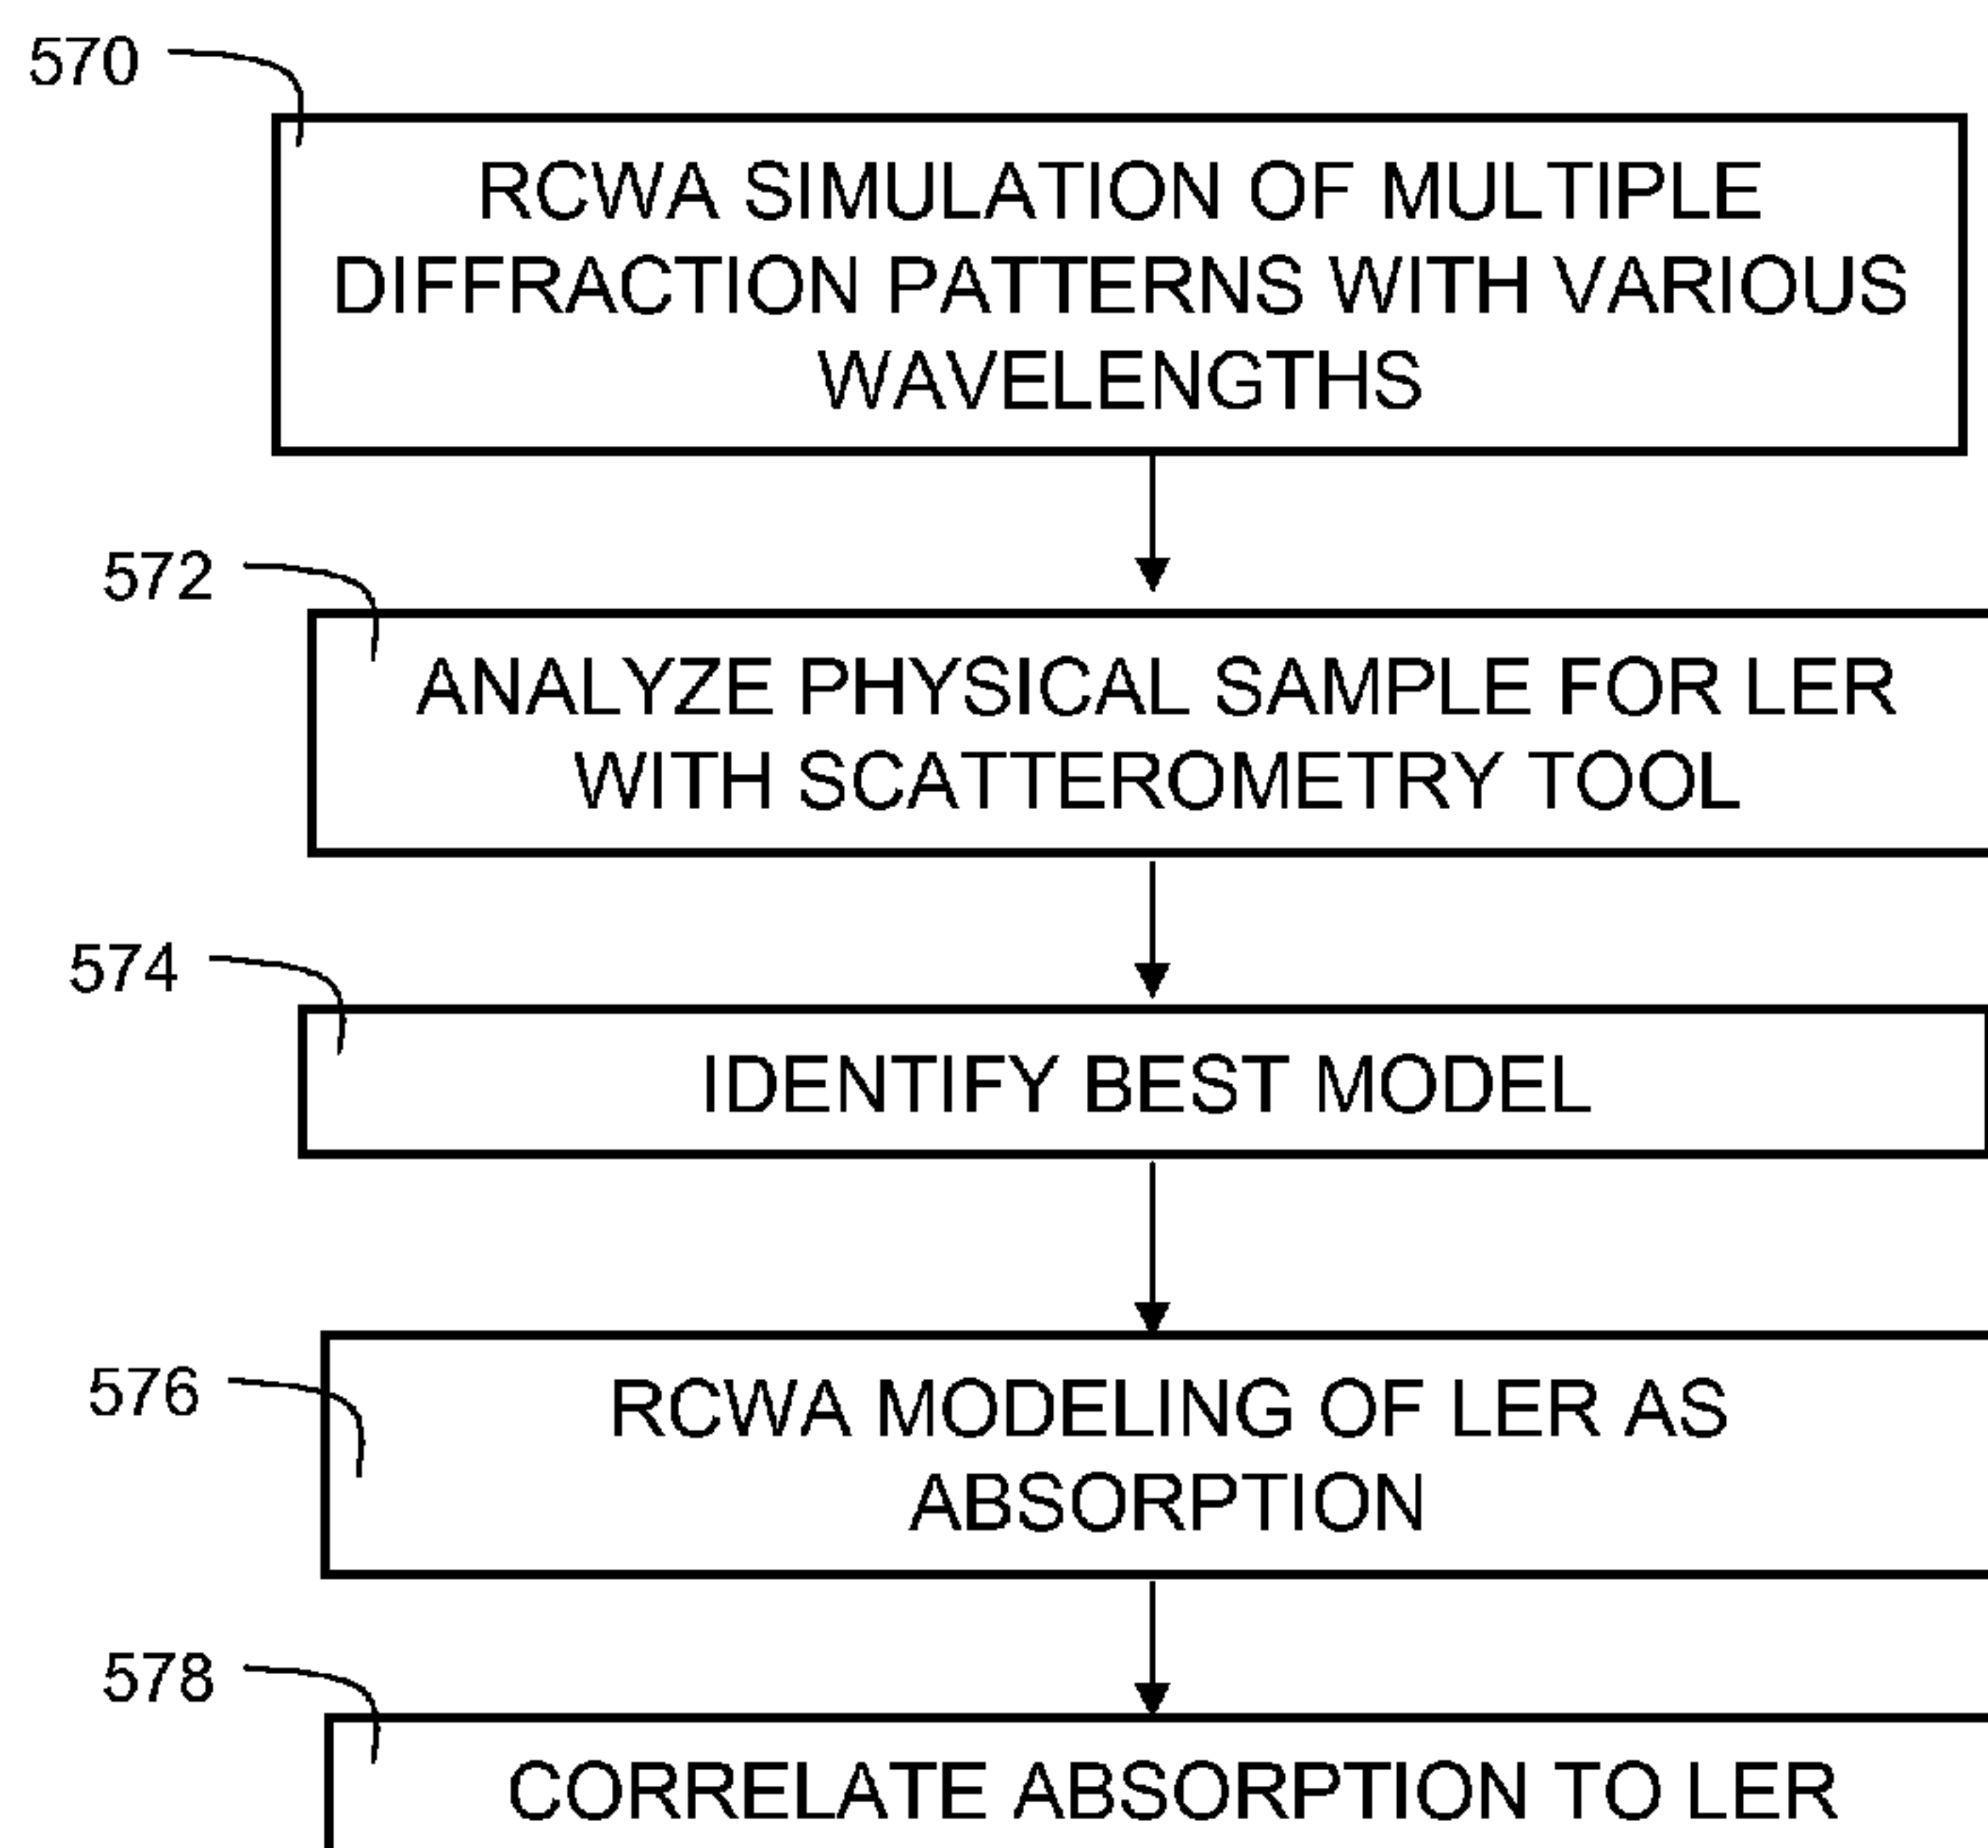 570
RCWA SIMULATION OF MULTIPLE
DIFFRACTION PATTERNS WITH VARIOUS
WAVELENGTHS
572
ANALYZE PHYSICAL SAMPLE FOR LER
WITH SCATTEROMETRY TOOL
574
IDENTIFY BEST MODEL
576
RCWA MODELING OF LER AS
ABSORPTION
578
CORRELATE ABSORPTION TO LER